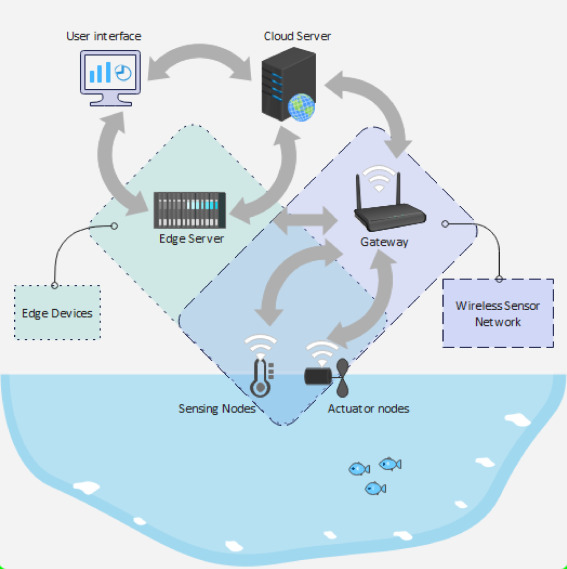 User interface
Cloud Server
Edge Server
Gateway
Edge Devices
Wireless Sensor
Network
Sensing Nodes
Actuator nodes